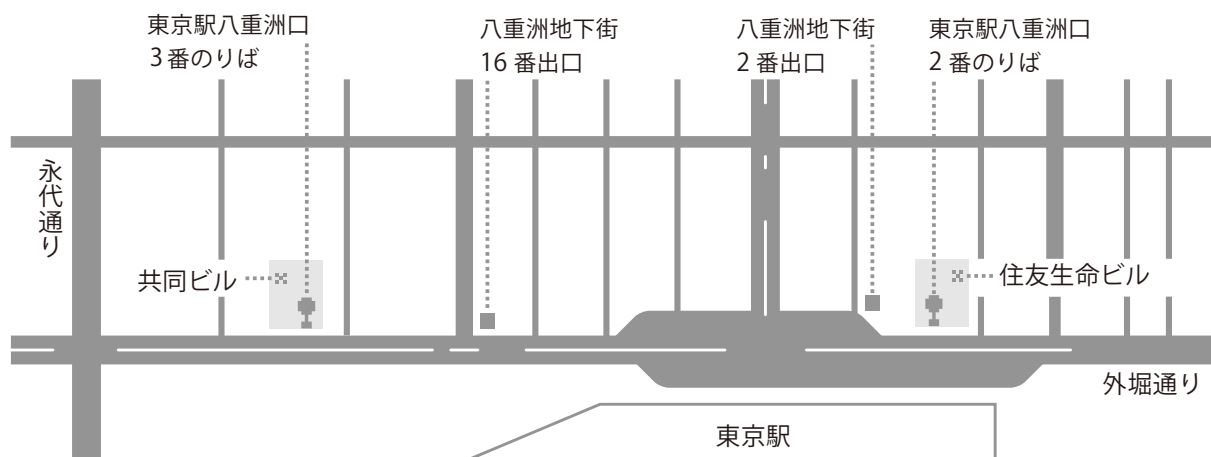 東京駅八重洲口
3番のりば
八重洲地下街
16 番出口
八重洲地下街
2 番出口
東京駅八重洲口
2 番のりば
永代通り
共同ビル
住友生命ビル
外堀通り
東京駅